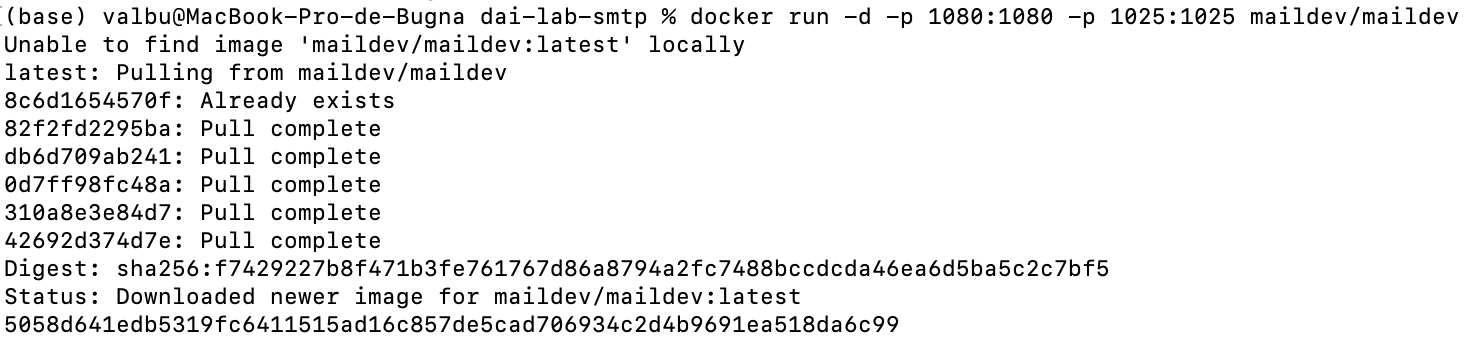 (base) valbu@MacBook-Pro-de-Bugna dai-lab-smtp % docker run -d -p 1080:1080 -p 1025:1025 maildev/maildev
Unable to find image 'maildev/maildev:latest' locally
latest: Pulling from maildev/maildev
8c6d1654570f: Already exists
82f2fd2295ba: Pull complete
db6d709ab241: Pull complete
0d7ff98fc48a: Pull complete
310a8e3e84d7: Pull complete
42692d374d7e: Pull complete
Digest: sha256:f7429227b8f471b3fe761767d86a8794a2fc7488bccdcda46ea6d5ba5c2c7bf5
Status: Downloaded newer image for maildev/maildev:latest
5058d641edb5319fc6411515ad16c857de5cad706934c2d4b9691ea518da6c99